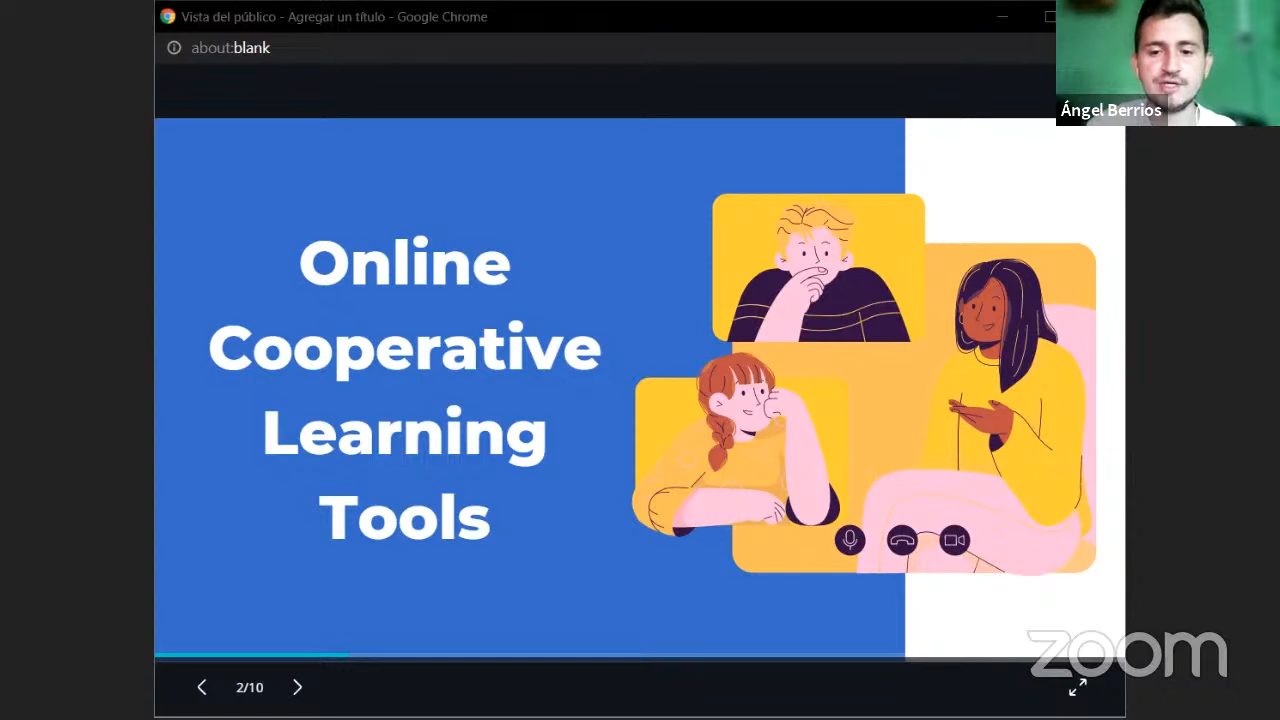 Vista del público - Agregar un título - Google Chrome
about:blank
Ángel Berrios
Online
Cooperative
Learning
Tools
zoom
2/10